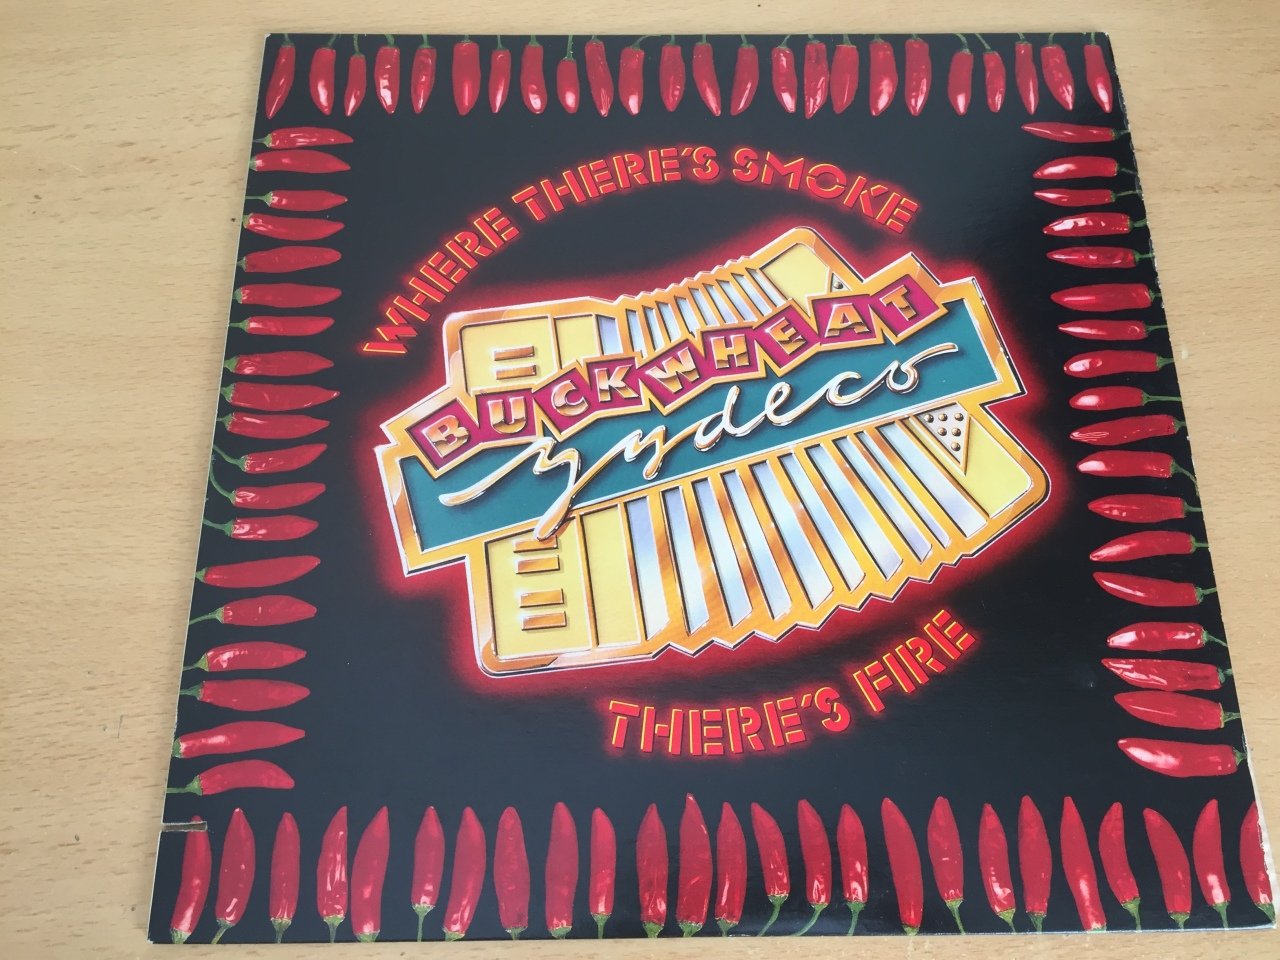 WHERE THERE'S SMOKE
BUCKWHEAT
zydeco
THERE'S FIRE